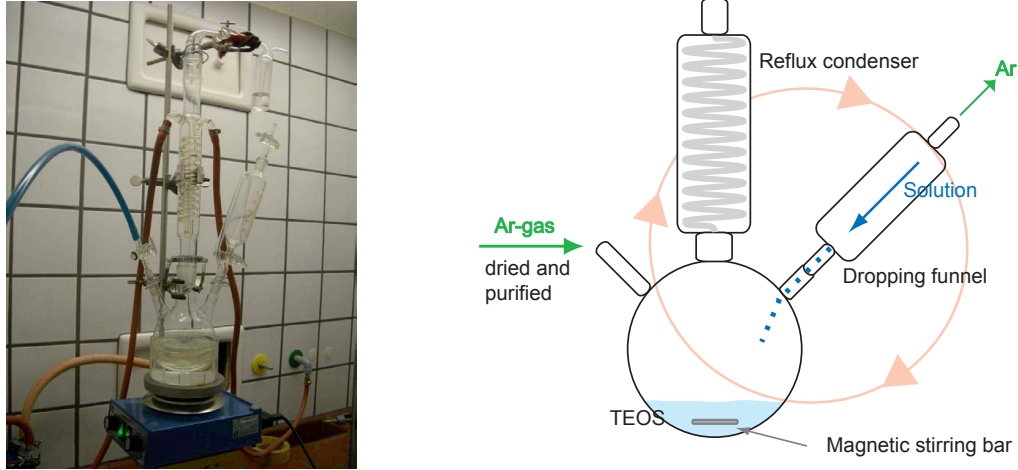 Reflux condenser
Ar
Solution
Ar-gas
dried and
purified
Dropping funnel
TEOS
Magnetic stirring bar